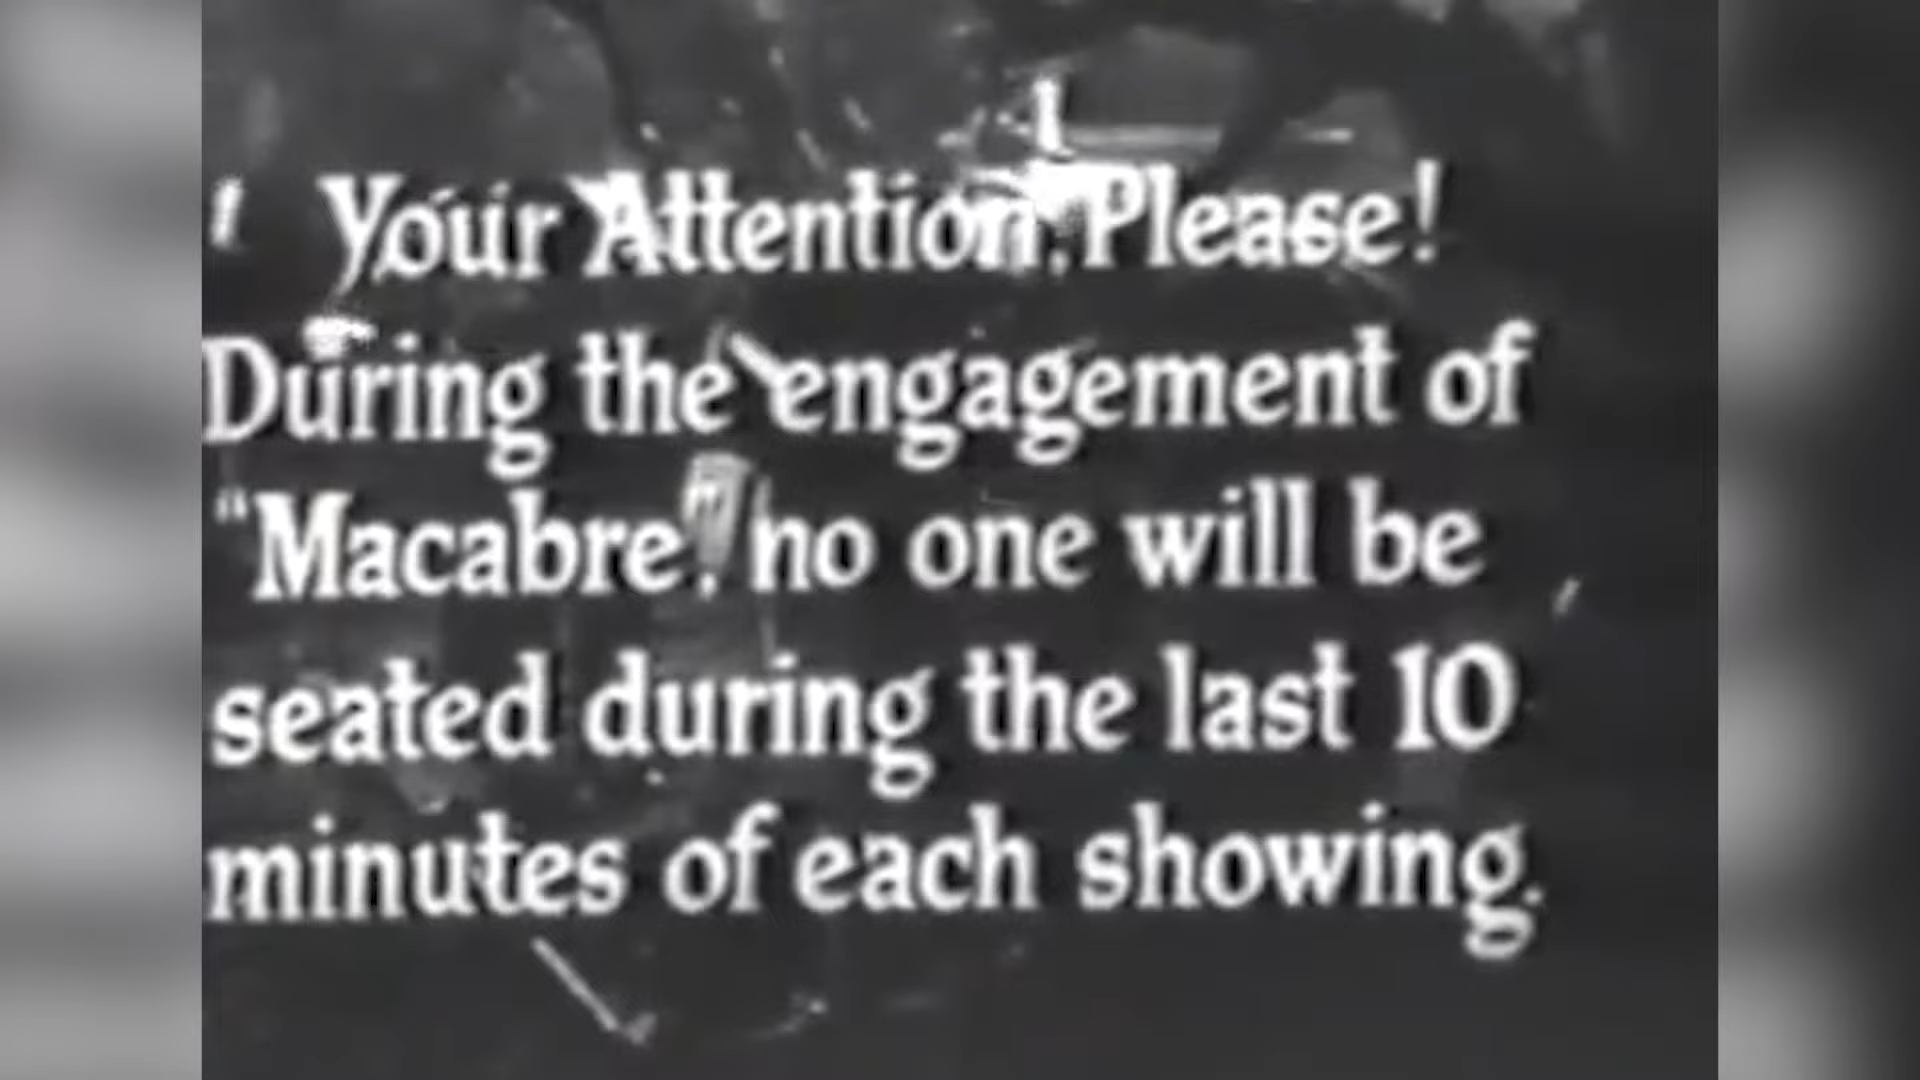 Your Attention, Please!
During the engagement of
"Macabre," no one will be
seated during the last 10
minutes of each showing.